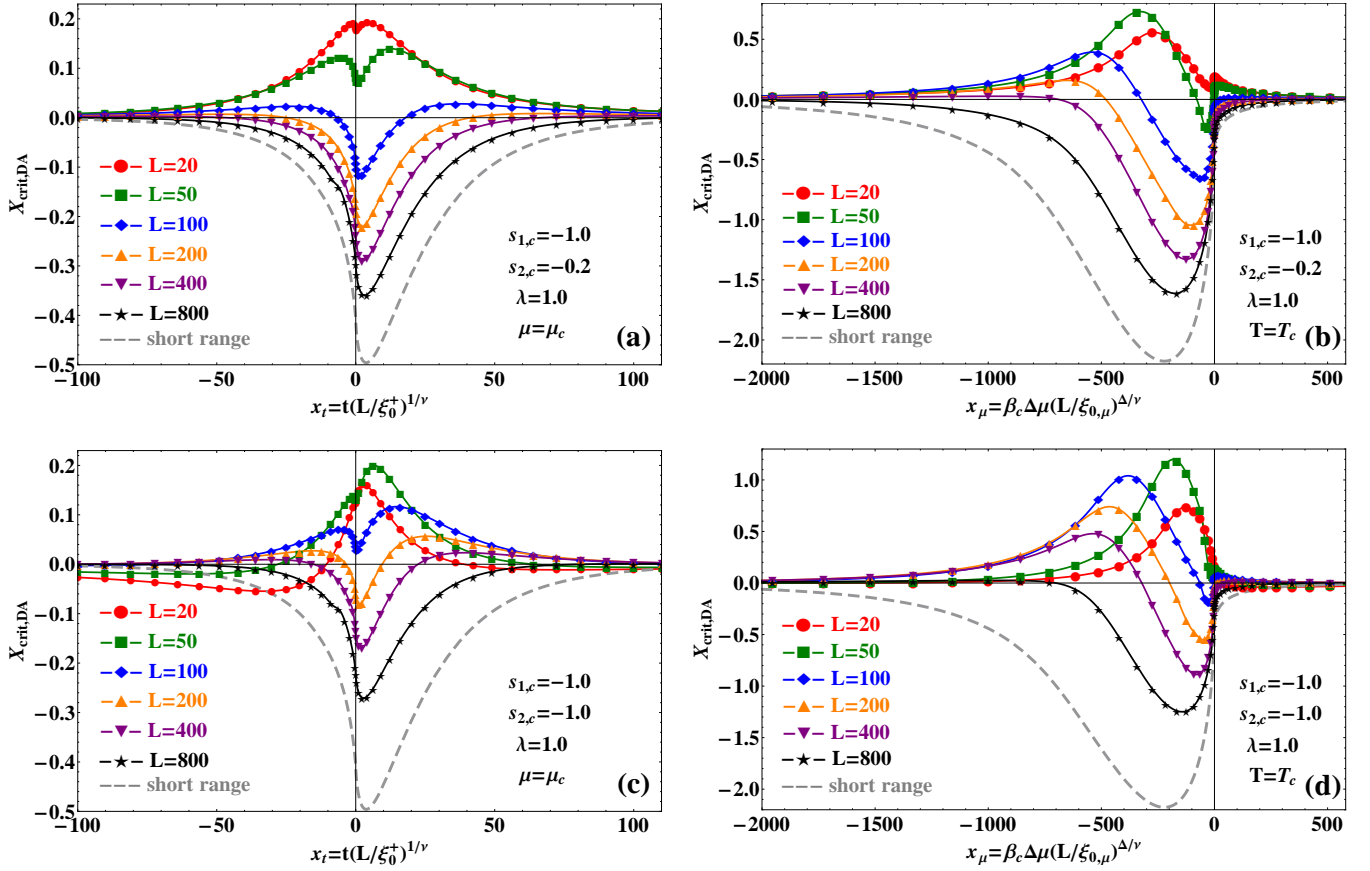 0.2
0.1
0.0
−0.1
−0.2
−0.3
−0.4
−0.5
X_crit,DA
L=20
L=50
L=100
L=200
L=400
L=800
short range
s_1,c=−1.0
s_2,c=−0.2
λ=1.0
μ=μ_c
(a)
−100
−50
0
50
100
x_t=t(L/ξ_0^+)^1/ν
0.5
0.0
−0.5
−1.0
−1.5
−2.0
X_crit,DA
L=20
L=50
L=100
L=200
L=400
L=800
short range
s_1,c=−1.0
s_2,c=−0.2
λ=1.0
T=T_c
(b)
−2000
−1500
−1000
−500
0
500
x_μ=β_cΔμ(L/ξ_0,μ)^Δ/ν
0.2
0.1
0.0
−0.1
−0.2
−0.3
−0.4
−0.5
X_crit,DA
L=20
L=50
L=100
L=200
L=400
L=800
short range
s_1,c=−1.0
s_2,c=−1.0
λ=1.0
μ=μ_c
(c)
−100
−50
0
50
100
x_t=t(L/ξ_0^+)^1/ν
1.0
0.5
0.0
−0.5
−1.0
−1.5
−2.0
X_crit,DA
L=20
L=50
L=100
L=200
L=400
L=800
short range
s_1,c=−1.0
s_2,c=−1.0
λ=1.0
T=T_c
(d)
−2000
−1500
−1000
−500
0
500
x_μ=β_cΔμ(L/ξ_0,μ)^Δ/ν